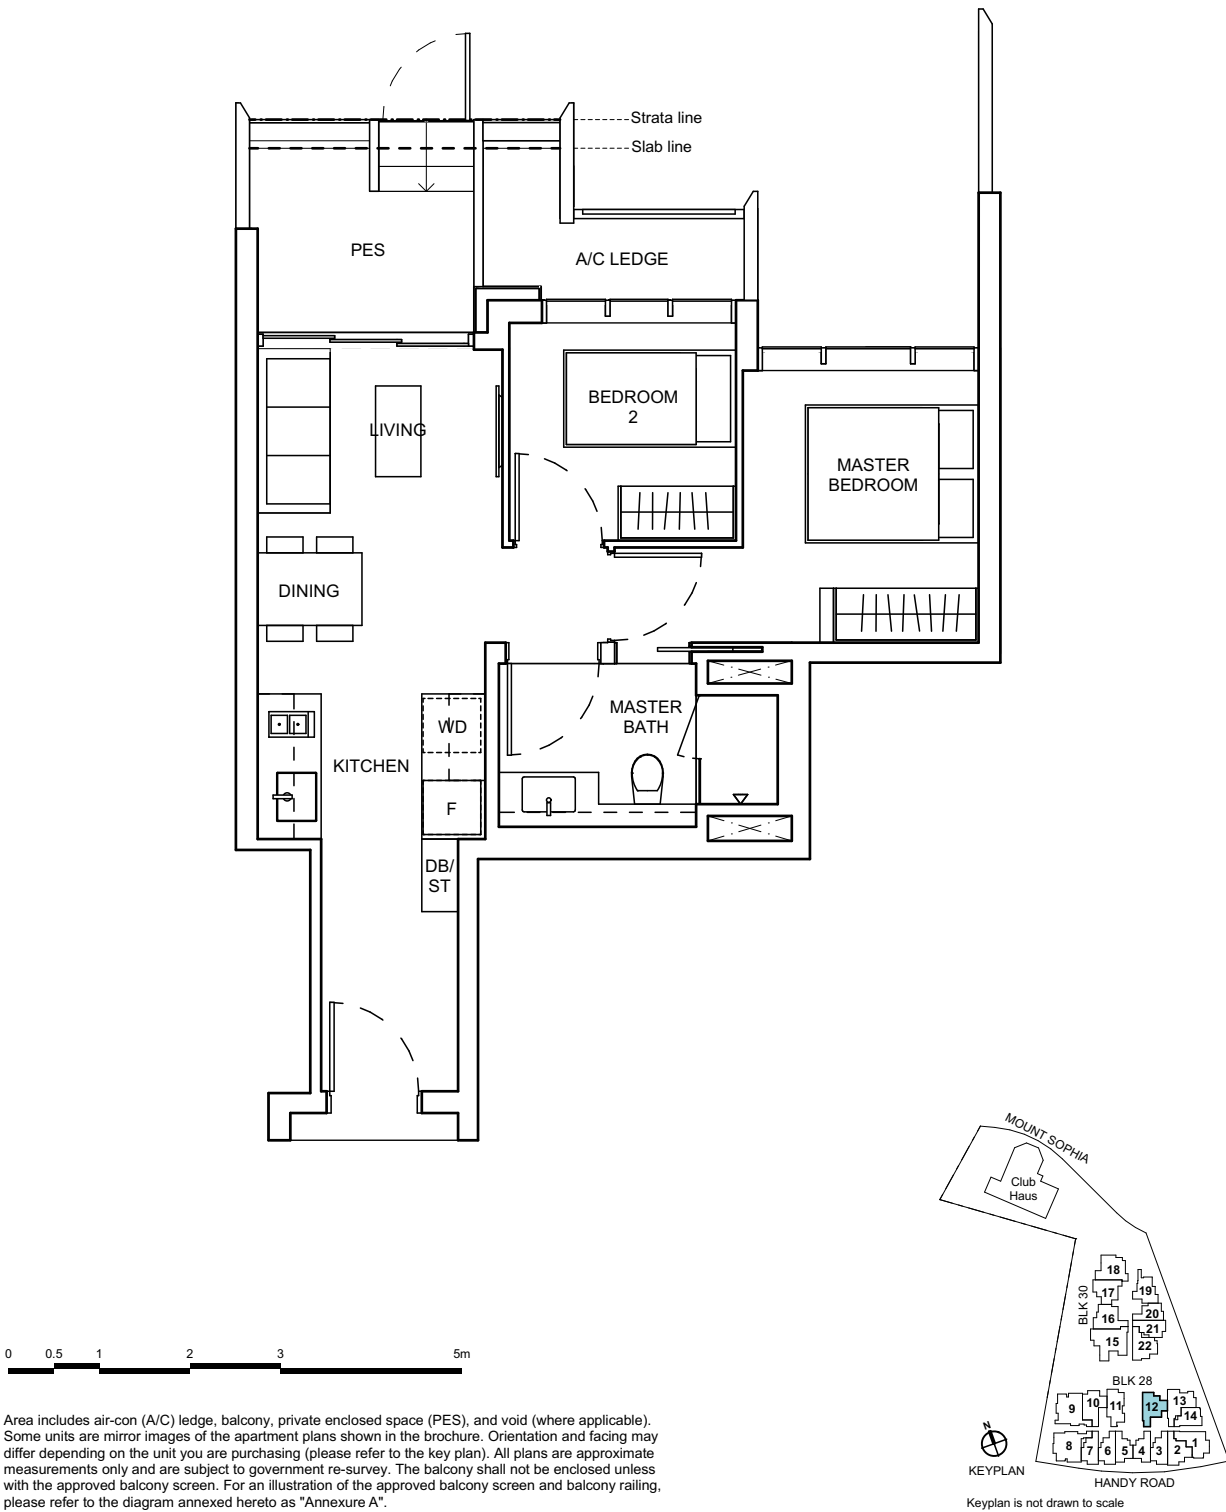 Strata line
Slab line
PES
A/C LEDGE
BEDROOM
2
LIVING
MASTER
BEDROOM
DINING
MASTER
BATH
WD
KITCHEN
F
DB/
ST
MOUNT SOPHIA
Club
Haus
BLK 30
18
17
19
16
20
21
15
22
BLK 28
9
10
11
12
13
14
8
7
6
5
4
3
2
1
N
KEYPLAN
HANDY ROAD
Keyplan is not drawn to scale
0 0.5 1 2 3 5m
Area includes air-con (A/C) ledge, balcony, private enclosed space (PES), and void (where applicable).
Some units are mirror images of the apartment plans shown in the brochure. Orientation and facing may
differ depending on the unit you are purchasing (please refer to the key plan). All plans are approximate
measurements only and are subject to government re-survey. The balcony shall not be enclosed unless
with the approved balcony screen. For an illustration of the approved balcony screen and balcony railing,
please refer to the diagram annexed hereto as "Annexure A".